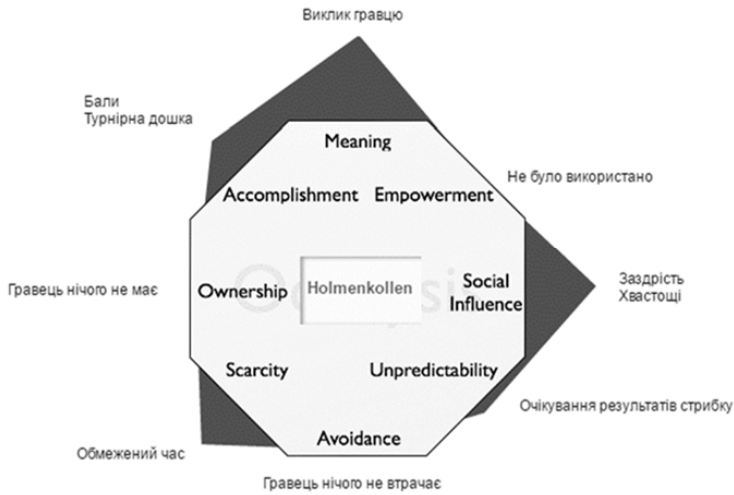 Виклик гравцю
Бали
Турнірна дошка
Meaning
Accomplishment
Empowerment
Не було використано
Гравець нічого не має
Ownership
Holmenkollen
Social
Influence
Заздрість
Хвастощі
Scarcity
Unpredictability
Очікування результатів стрибку
Обмежений час
Avoidance
Гравець нічого не втрачає